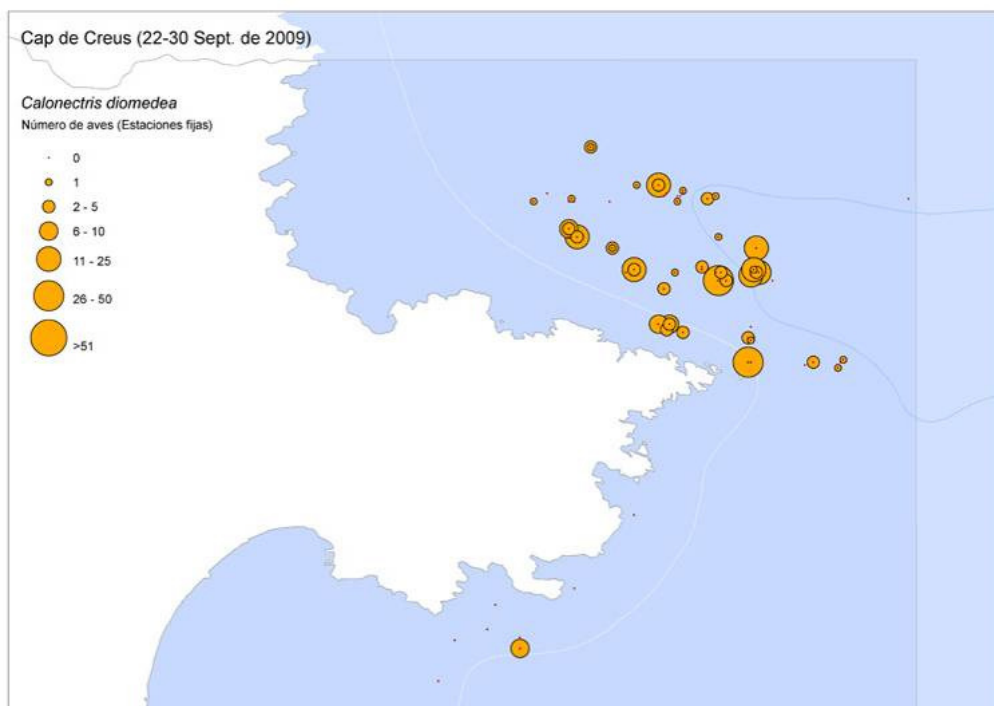 Cap de Creus (22-30 Sept. de 2009)
Calonectris diomedea
Número de aves (Estaciones fijas)
0
1
2 - 5
6 - 10
11 - 25
26 - 50
>51